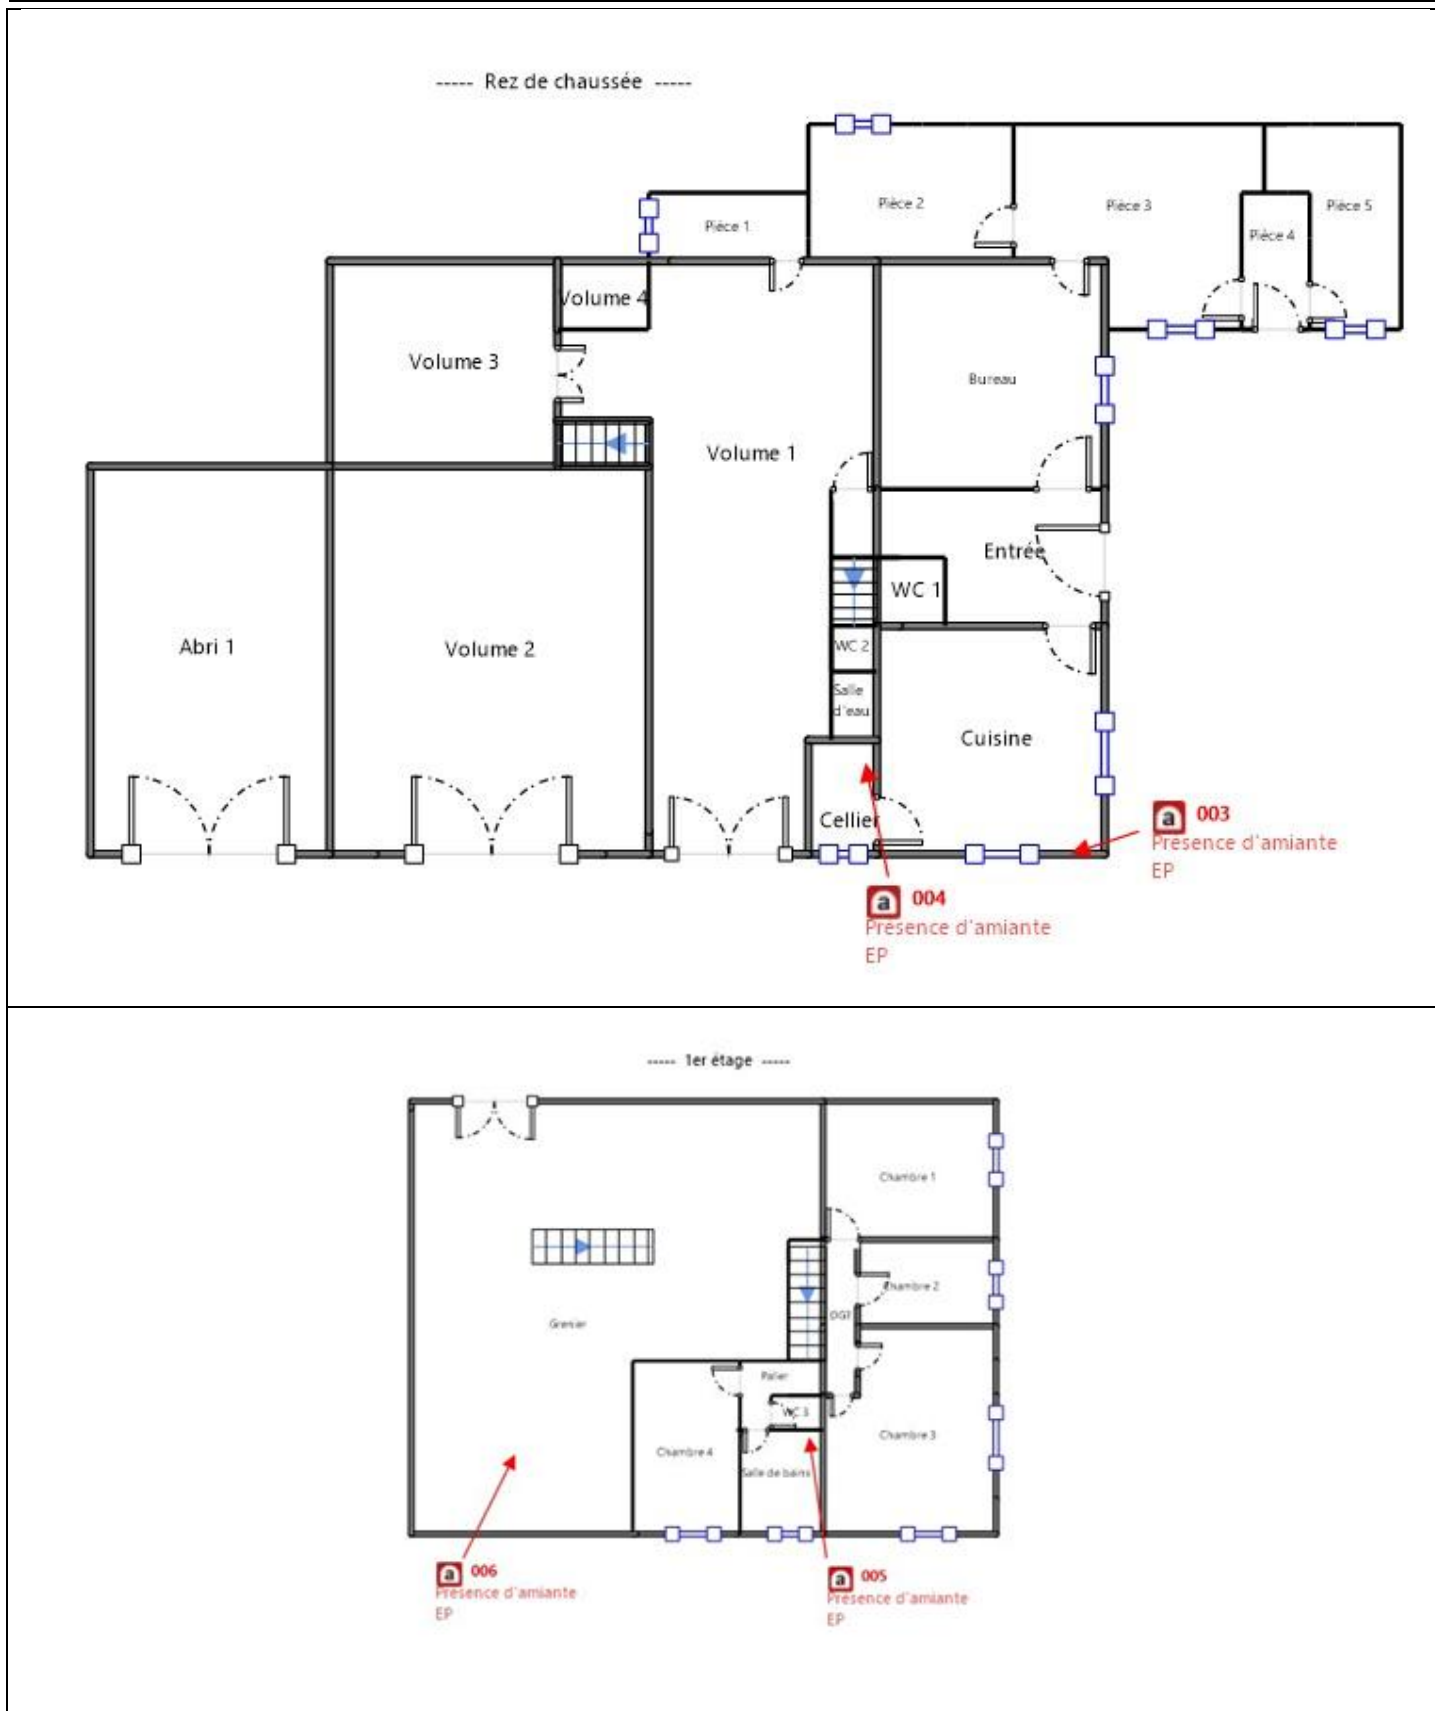 ----- Rez de chaussée -----
Pièce 1
Pièce 2
Pièce 3
Pièce 4
Pièce 5
Volume 4
Volume 3
Bureau
Volume 1
Entrée
WC 1
Abri 1
Volume 2
WC 2
Salle
d'eau
Cuisine
Cellier
a 003
Présence d'amiante
EP
a 004
Présence d'amiante
EP
----- 1er étage -----
Chambre 1
Chambre 2
DGT
Grenier
Palier
WC 3
Chambre 3
Chambre 4
Salle de bains
a 006
Présence d'amiante
EP
a 005
Présence d'amiante
EP